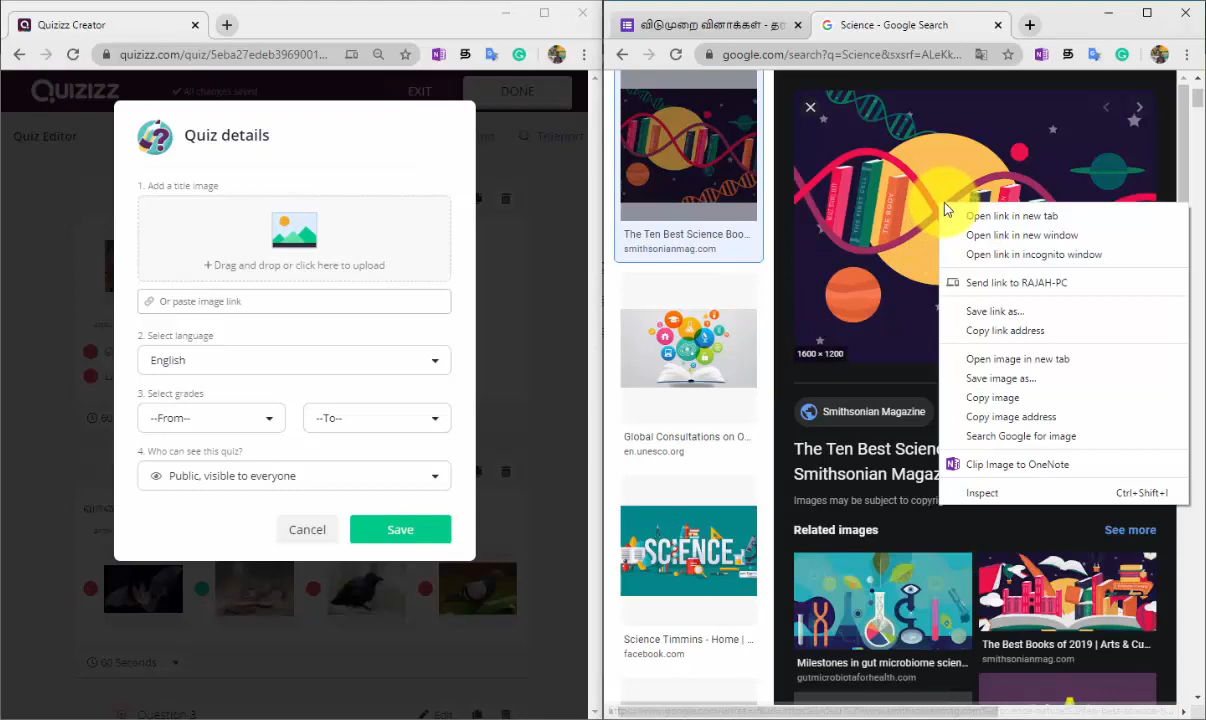 Quizizz Creator
quizizz.com/quiz/5eba27edeb3969001...
QUIZIZZ
All changes saved
EXIT
DONE
Quiz Editor
Teleport
Quiz details
1. Add a title image
+ Drag and drop or click here to upload
Or paste image link
2. Select language
English
3. Select grades
--From--
--To--
4. Who can see this quiz?
Public, visible to everyone
Cancel
Save
60 Seconds
Question 3
Edit
விடுமுறை வினாக்கள் - தர
Science - Google Search
google.com/search?q=Science&sxsrf=ALeKk...
The Ten Best Science Boo...
smithsonianmag.com
Global Consultations on O...
en.unesco.org
SCIENCE
Science Timmins - Home | ...
facebook.com
THE FIRST CELL
THE BODY
1600 × 1200
Smithsonian Magazine
The Ten Best Scienc
Smithsonian Magaz
Images may be subject to copyri
Related images
See more
Milestones in gut microbiome scien...
gutmicrobiotaforhealth.com
The Best Books of 2019 | Arts & Cu...
smithsonianmag.com
Open link in new tab
Open link in new window
Open link in incognito window
Send link to RAJAH-PC
Save link as...
Copy link address
Open image in new tab
Save image as...
Copy image
Copy image address
Search Google for image
Clip Image to OneNote
Inspect
Ctrl+Shift+I